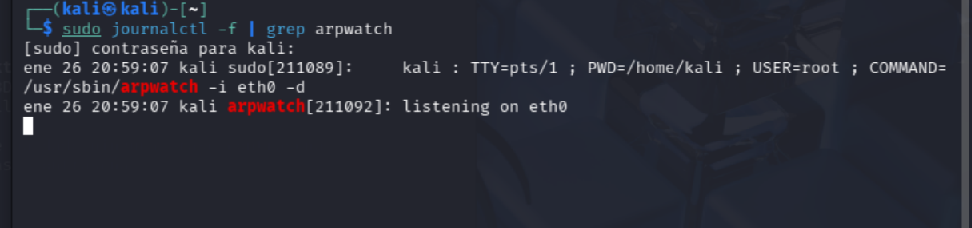 ┌──(kali㉿kali)-[~]
└─$ sudo journalctl -f | grep arpwatch
[sudo] contraseña para kali:
ene 26 20:59:07 kali sudo[211089]:     kali : TTY=pts/1 ; PWD=/home/kali ; USER=root ; COMMAND=
/usr/sbin/arpwatch -i eth0 -d
ene 26 20:59:07 kali arpwatch[211092]: listening on eth0